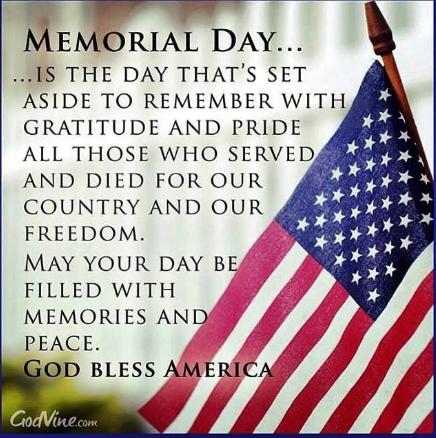 MEMORIAL DAY...
...IS THE DAY THAT'S SET
ASIDE TO REMEMBER WITH
GRATITUDE AND PRIDE
ALL THOSE WHO SERVED
AND DIED FOR OUR
COUNTRY AND OUR
FREEDOM.
MAY YOUR DAY BE
FILLED WITH
MEMORIES AND
PEACE.
GOD BLESS AMERICA
GodVine.com